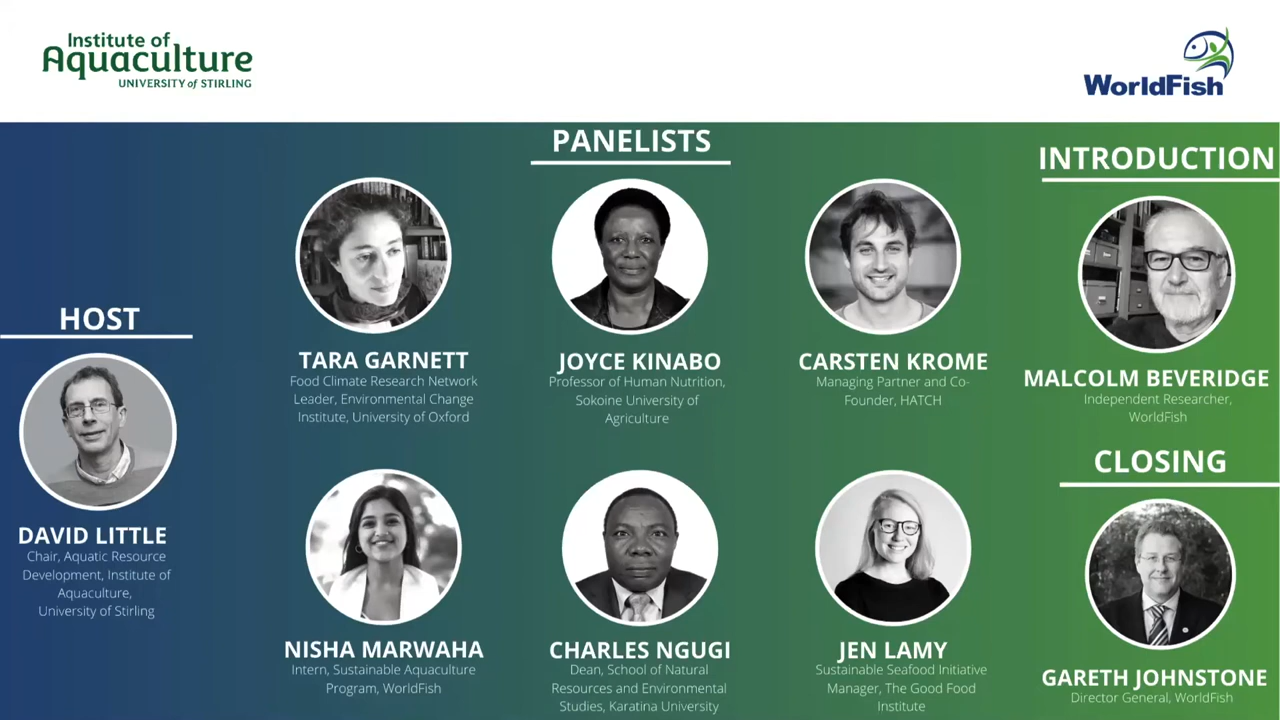 Institute of
Aquaculture
UNIVERSITY of STIRLING
WorldFish
HOST
DAVID LITTLE
Chair, Aquatic Resource
Development, Institute of
Aquaculture,
University of Stirling
PANELISTS
TARA GARNETT
Food Climate Research Network
Leader, Environmental Change
Institute, University of Oxford
JOYCE KINABO
Professor of Human Nutrition,
Sokoine University of
Agriculture
CARSTEN KROME
Managing Partner and Co-
Founder, HATCH
NISHA MARWAHA
Intern, Sustainable Aquaculture
Program, WorldFish
CHARLES NGUGI
Dean, School of Natural
Resources and Environmental
Studies, Karatina University
JEN LAMY
Sustainable Seafood Initiative
Manager, The Good Food
Institute
INTRODUCTION
MALCOLM BEVERIDGE
Independent Researcher,
WorldFish
CLOSING
GARETH JOHNSTONE
Director General, WorldFish